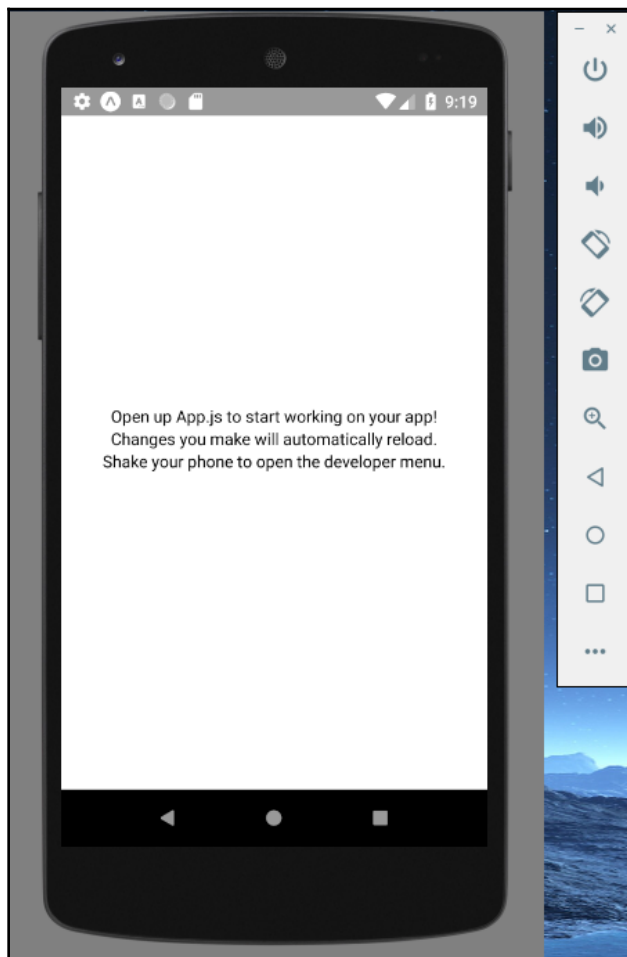 9:19
Open up App.js to start working on your app!
Changes you make will automatically reload.
Shake your phone to open the developer menu.